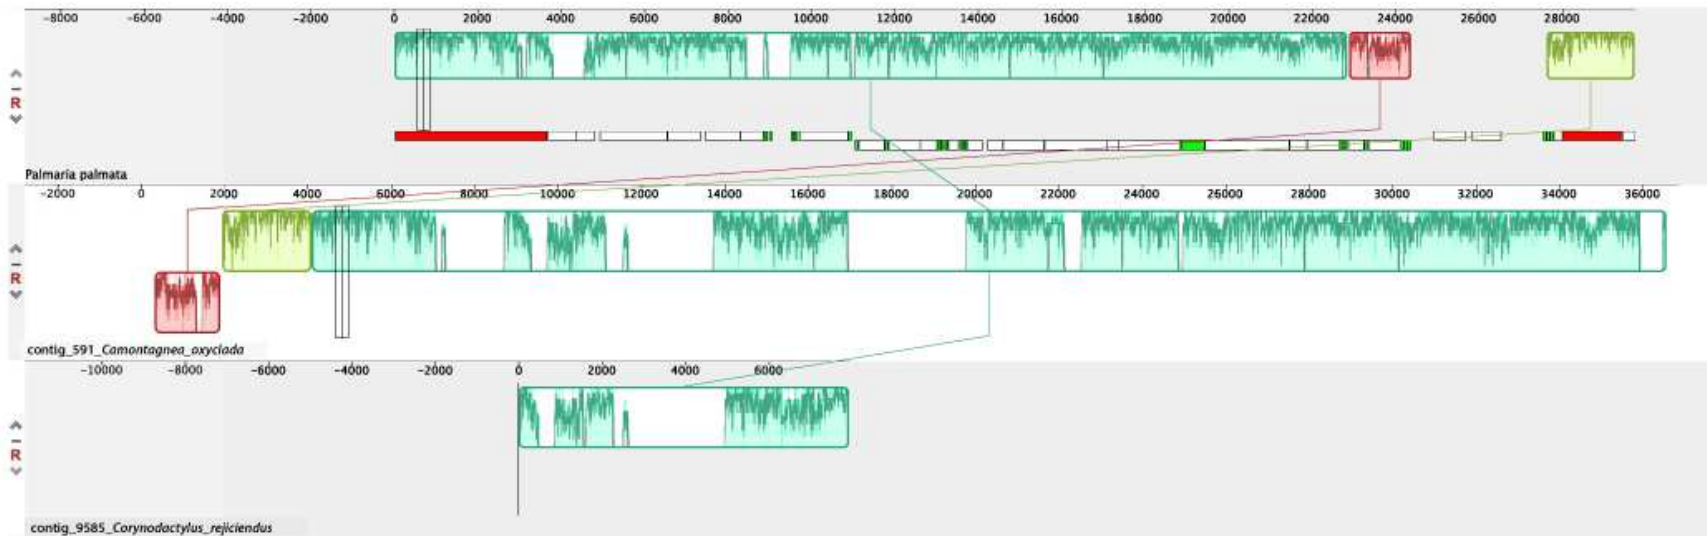 -8000 -6000 -4000 -2000 0 2000 4000 6000 8000 10000 12000 14000 16000 18000 20000 22000 24000 26000 28000
R
Palmaria palmata
-2000 0 2000 4000 6000 8000 10000 12000 14000 16000 18000 20000 22000 24000 26000 28000 30000 32000 34000 36000
R
contig_591_Camontagnea_oxyclada
-10000 -8000 -6000 -4000 -2000 0 2000 4000 6000
R
contig_9585_Corynodactylus_rejiciendus